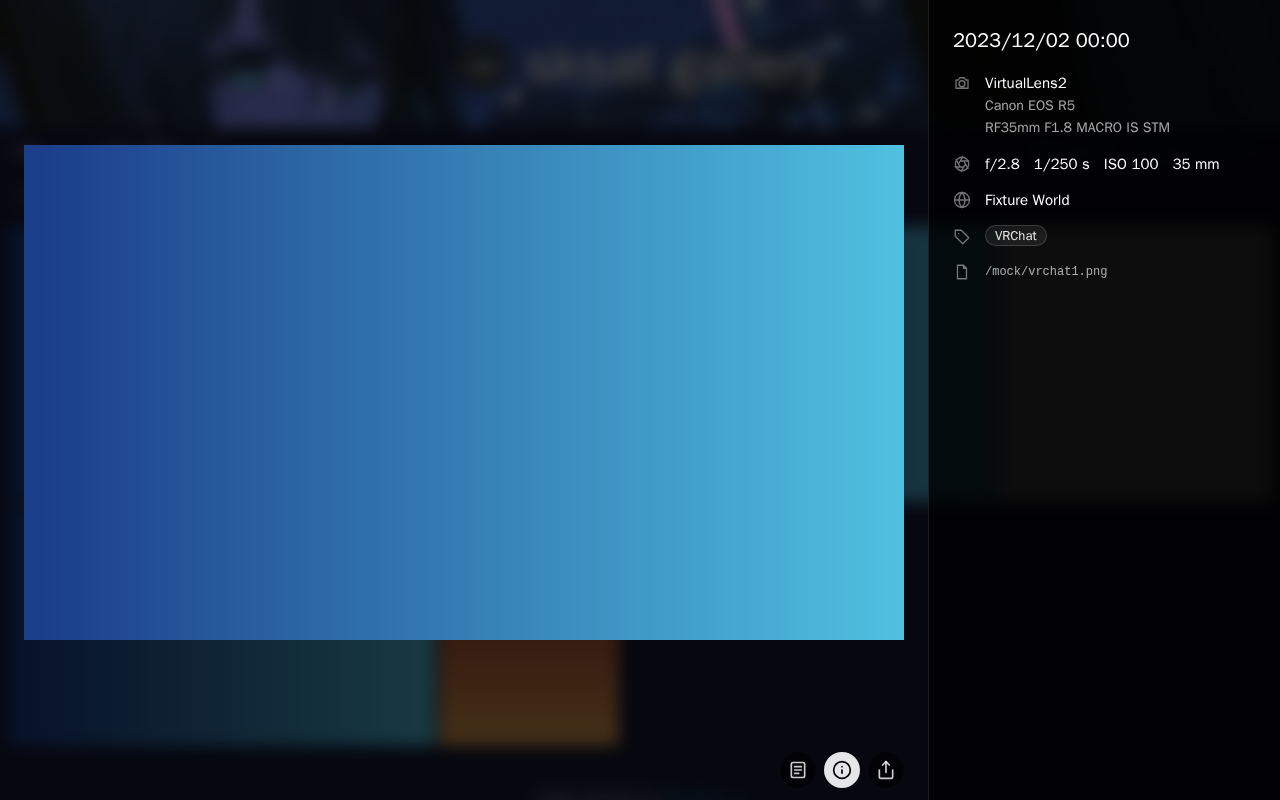 2023/12/02 00:00
VirtualLens2
Canon EOS R5
RF35mm F1.8 MACRO IS STM
f/2.8 1/250 s ISO 100 35 mm
Fixture World
VRChat
/mock/vrchat1.png